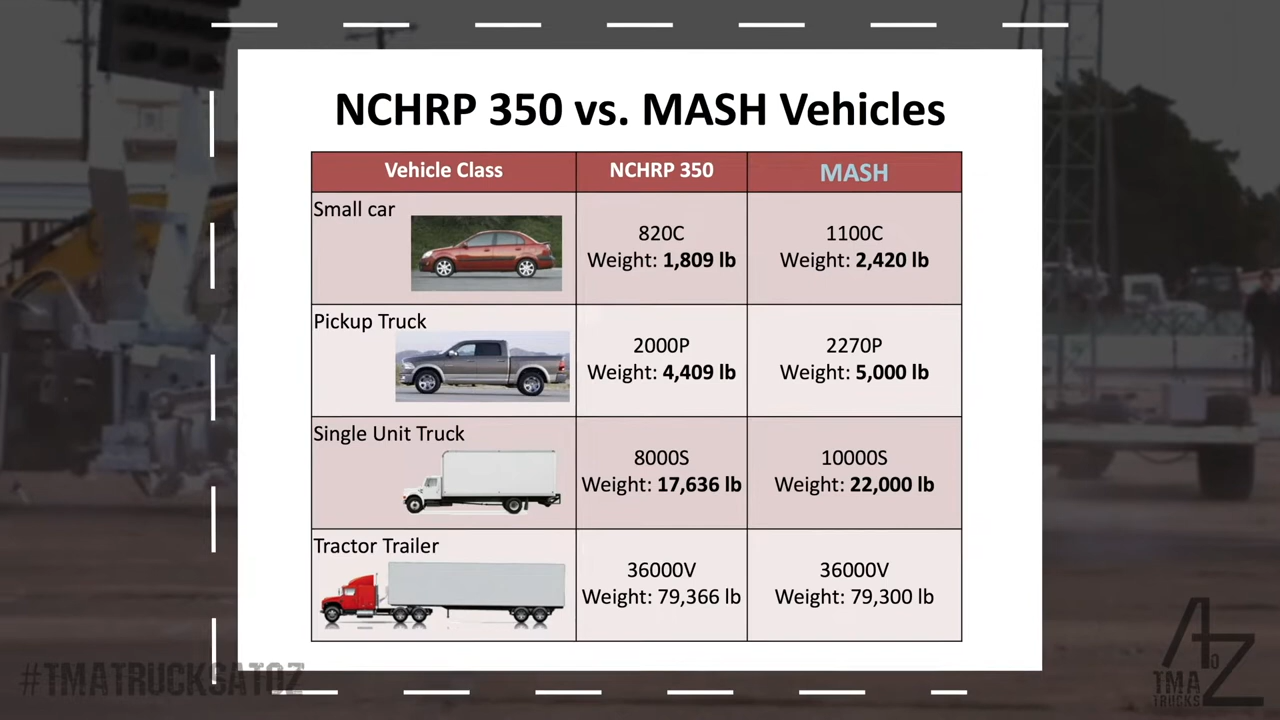 NCHRP 350 vs. MASH Vehicles
Vehicle Class NCHRP 350 MASH
Small car
820C 1100C
Weight: 1,809 lb Weight: 2,420 lb
Pickup Truck
2000P 2270P
Weight: 4,409 lb Weight: 5,000 lb
Single Unit Truck
8000S 10000S
Weight: 17,636 lb Weight: 22,000 lb
Tractor Trailer
36000V 36000V
Weight: 79,366 lb Weight: 79,300 lb
#TMATRUCKSATOZ
A TO Z
TMA
TRUCKS